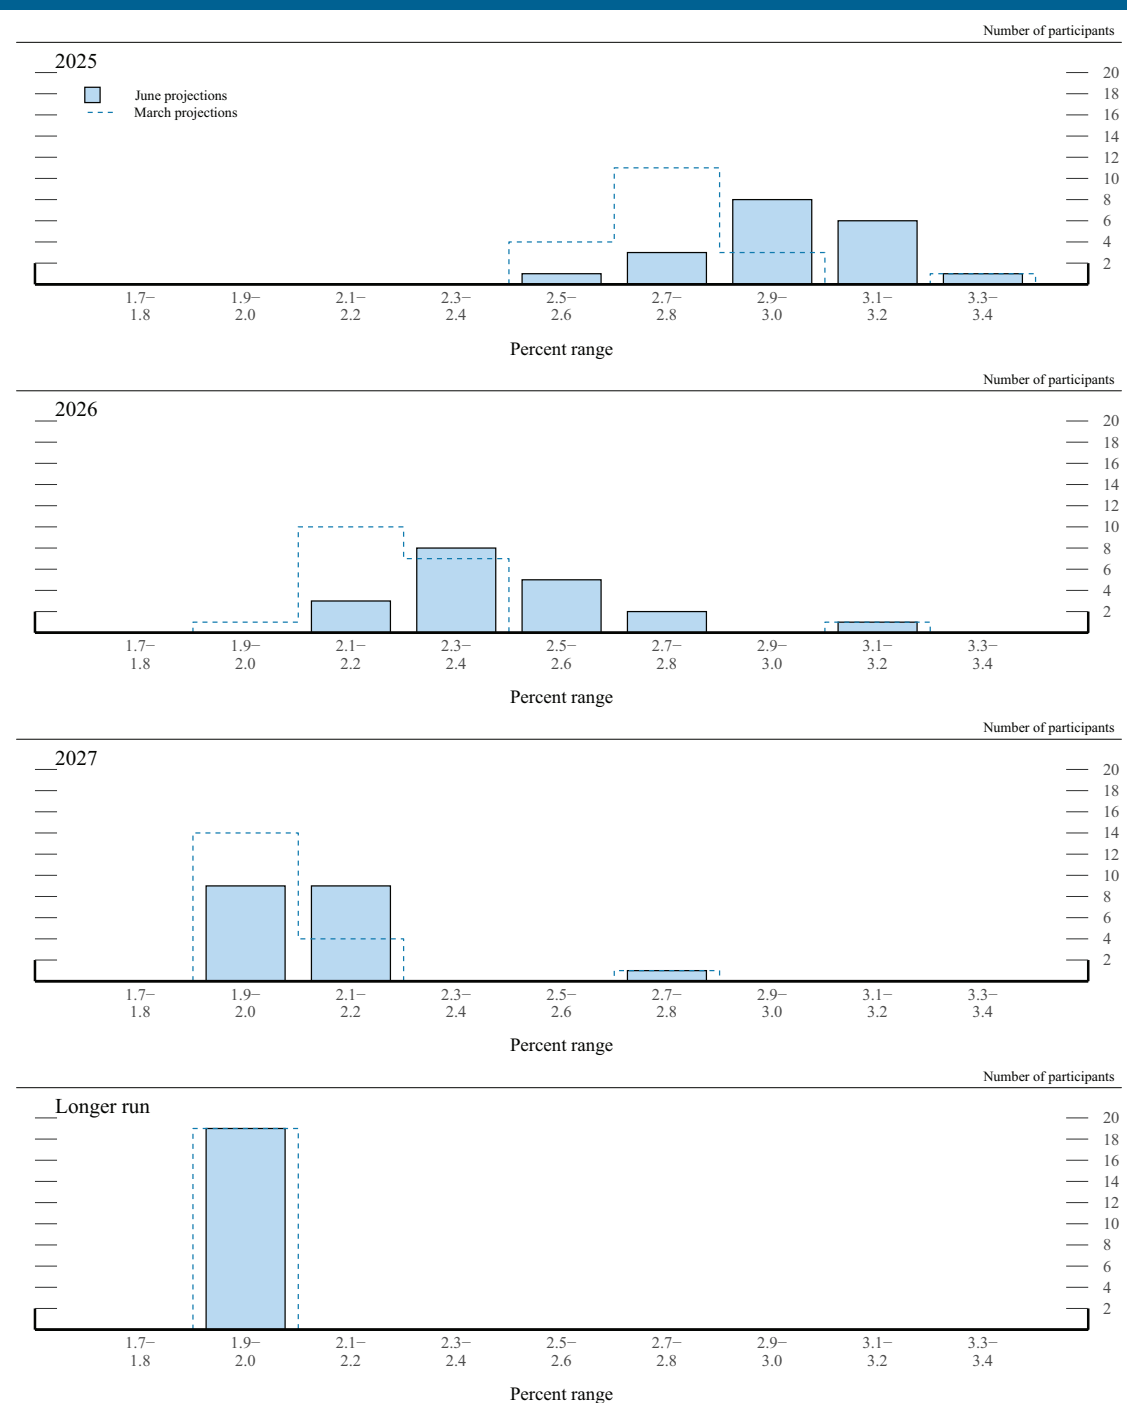 Number of participants
2025
June projections
March projections
20
18
16
14
12
10
8
6
4
2
1.7− 1.9− 2.1− 2.3− 2.5− 2.7− 2.9− 3.1− 3.3−
1.8 2.0 2.2 2.4 2.6 2.8 3.0 3.2 3.4
Percent range
Number of participants
2026
20
18
16
14
12
10
8
6
4
2
1.7− 1.9− 2.1− 2.3− 2.5− 2.7− 2.9− 3.1− 3.3−
1.8 2.0 2.2 2.4 2.6 2.8 3.0 3.2 3.4
Percent range
Number of participants
2027
20
18
16
14
12
10
8
6
4
2
1.7− 1.9− 2.1− 2.3− 2.5− 2.7− 2.9− 3.1− 3.3−
1.8 2.0 2.2 2.4 2.6 2.8 3.0 3.2 3.4
Percent range
Number of participants
Longer run
20
18
16
14
12
10
8
6
4
2
1.7− 1.9− 2.1− 2.3− 2.5− 2.7− 2.9− 3.1− 3.3−
1.8 2.0 2.2 2.4 2.6 2.8 3.0 3.2 3.4
Percent range